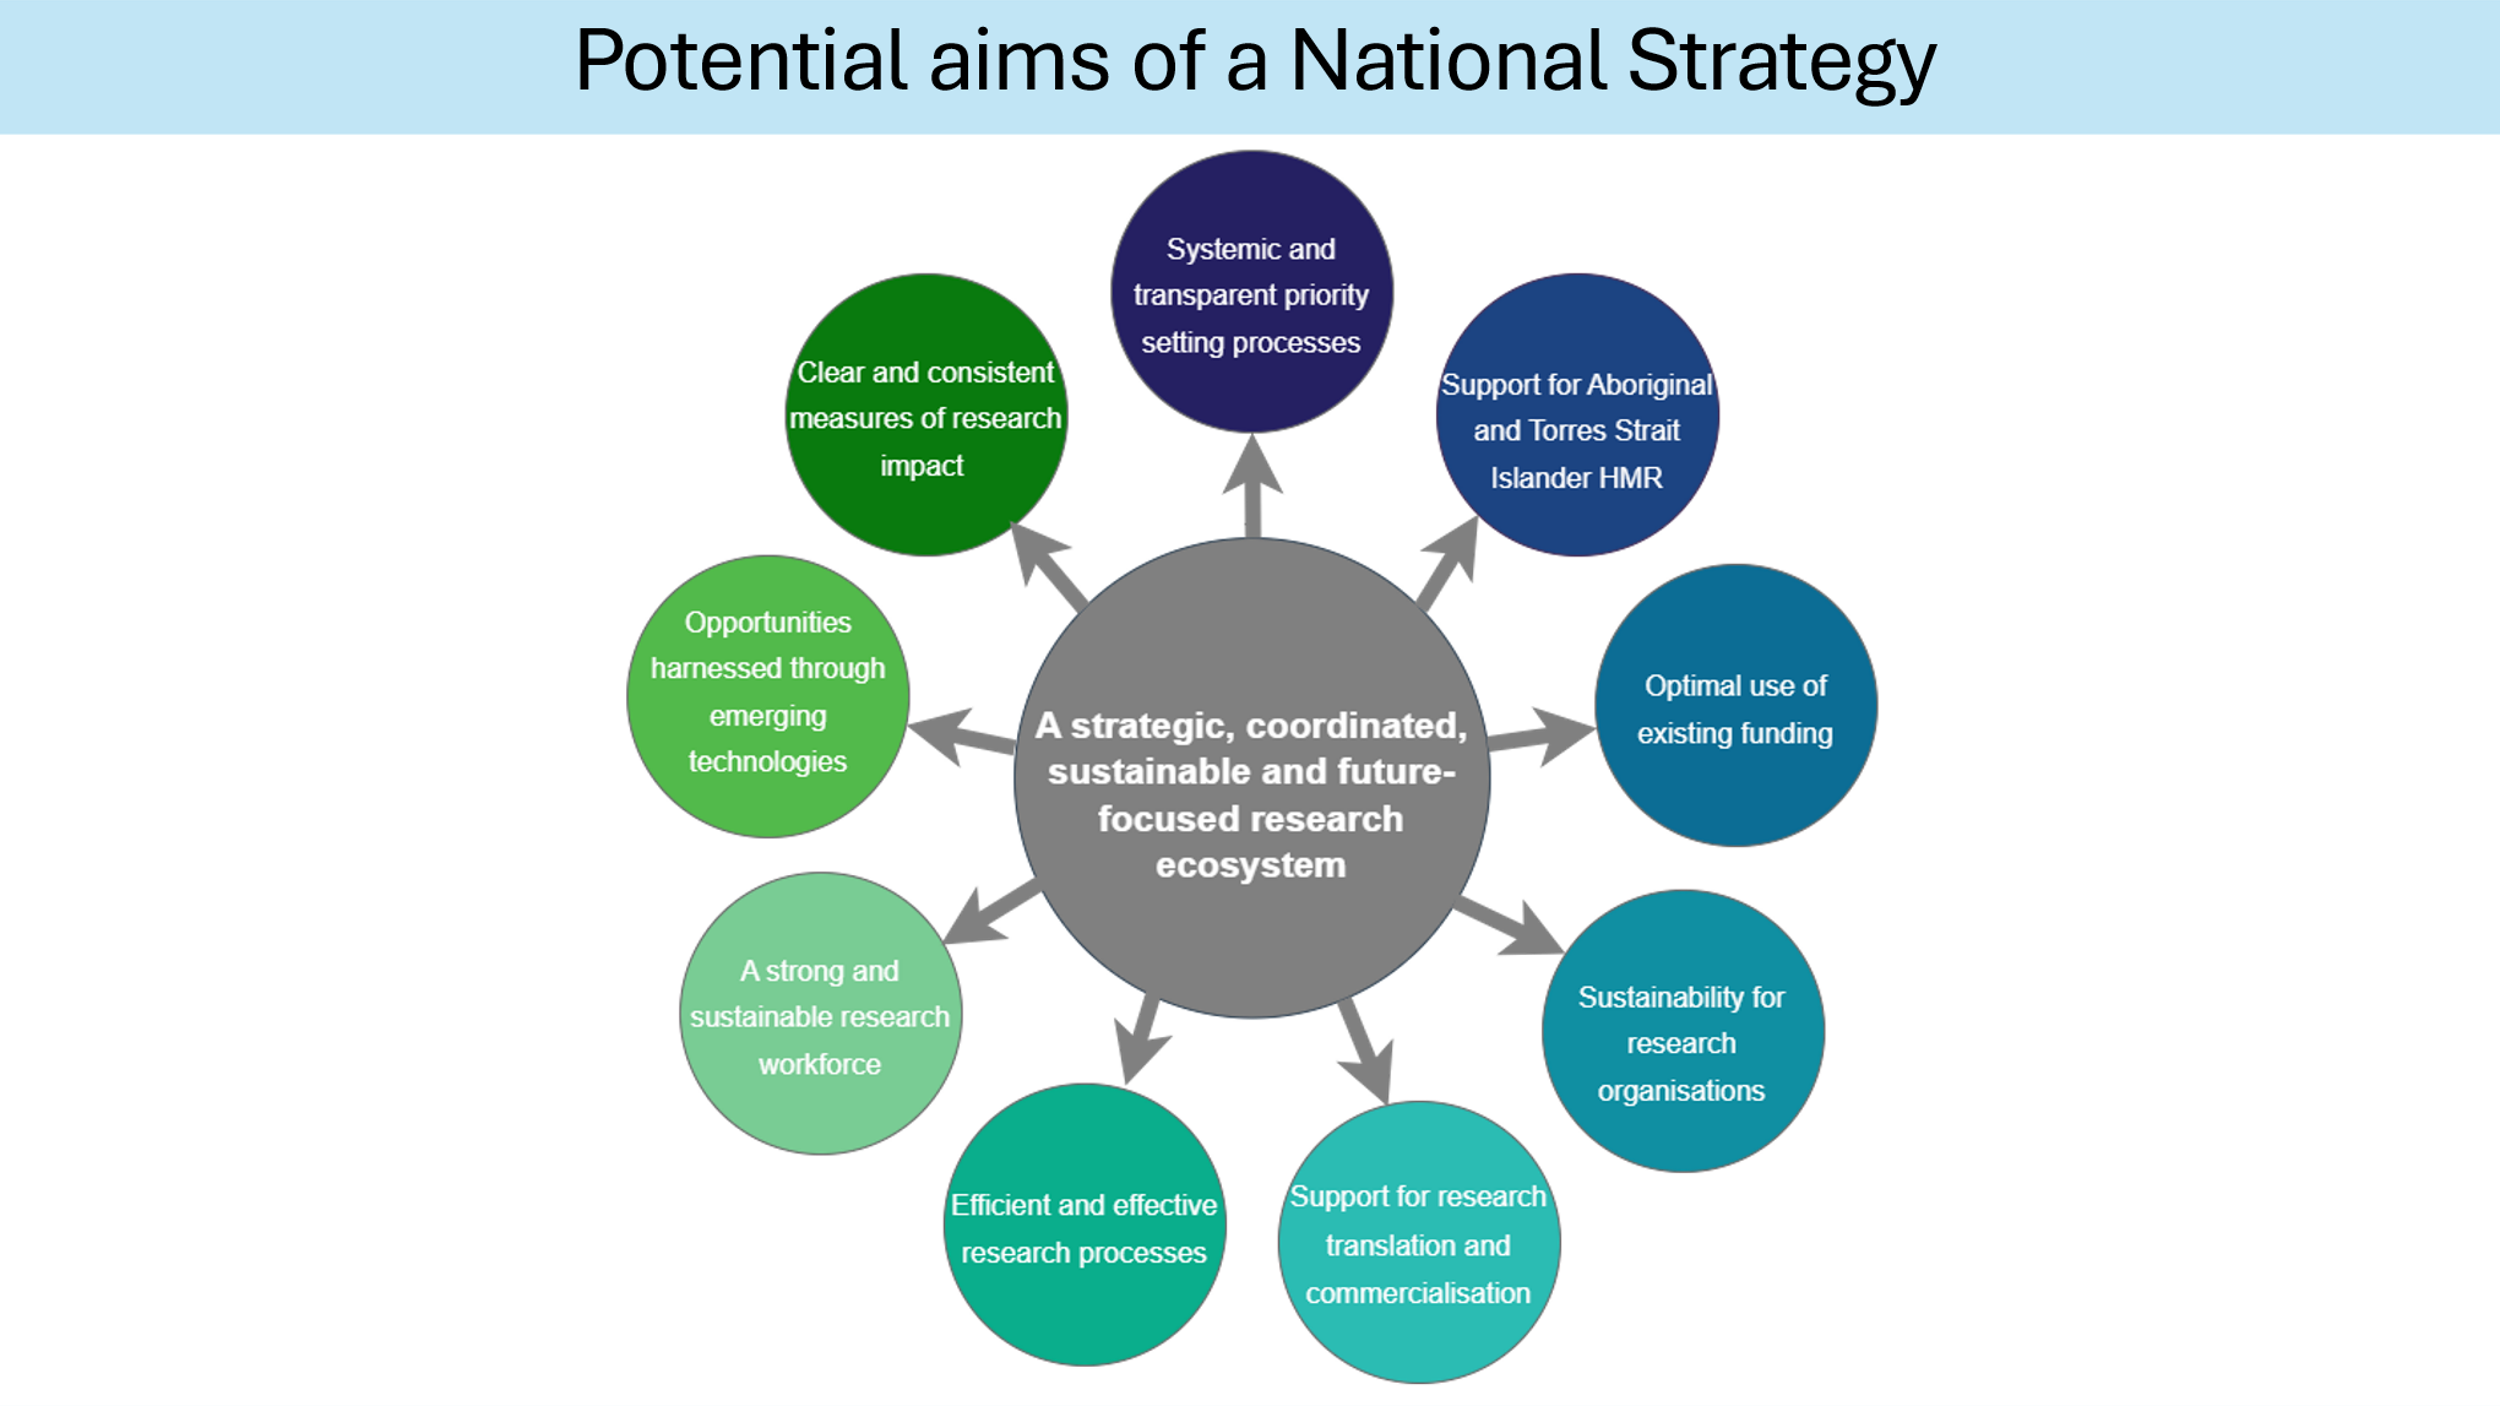 Potential aims of a National Strategy
Systemic and
transparent priority
setting processes
Support for Aboriginal
and Torres Strait
Islander HMR
Optimal use of
existing funding
Sustainability for
research
organisations
Support for research
translation and
commercialisation
Efficient and effective
research processes
A strong and
sustainable research
workforce
Opportunities
harnessed through
emerging
technologies
Clear and consistent
measures of research
impact
A strategic, coordinated,
sustainable and future-
focused research
ecosystem